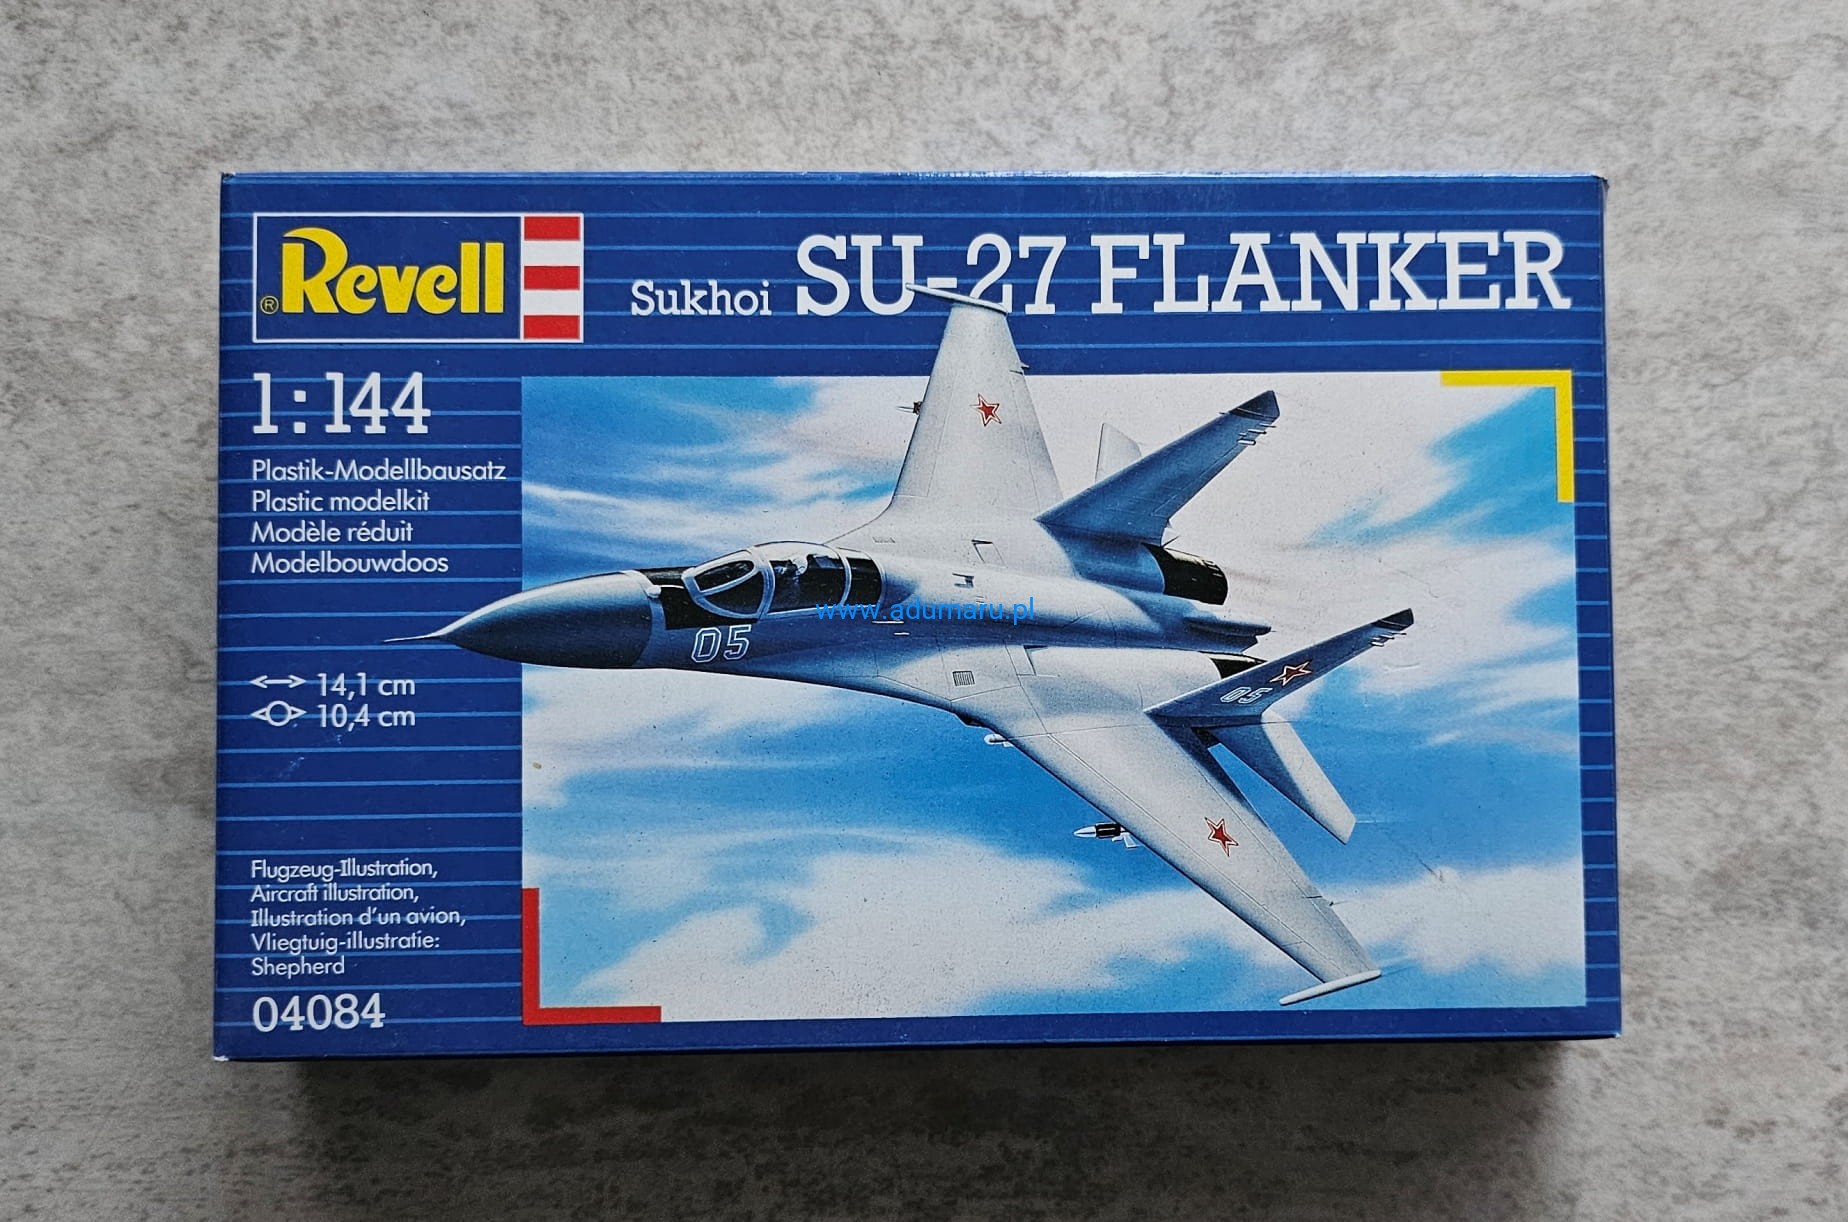 ® Revell
Sukhoi SU-27 FLANKER
1:144
Plastik-Modellbausatz
Plastic modelkit
Modèle réduit
Modelbouwdoos
14,1 cm
10,4 cm
05
05
www.adumaru.pl
Flugzeug-Illustration,
Aircraft illustration,
Illustration d'un avion,
Vliegtuig-illustratie:
Shepherd
04084